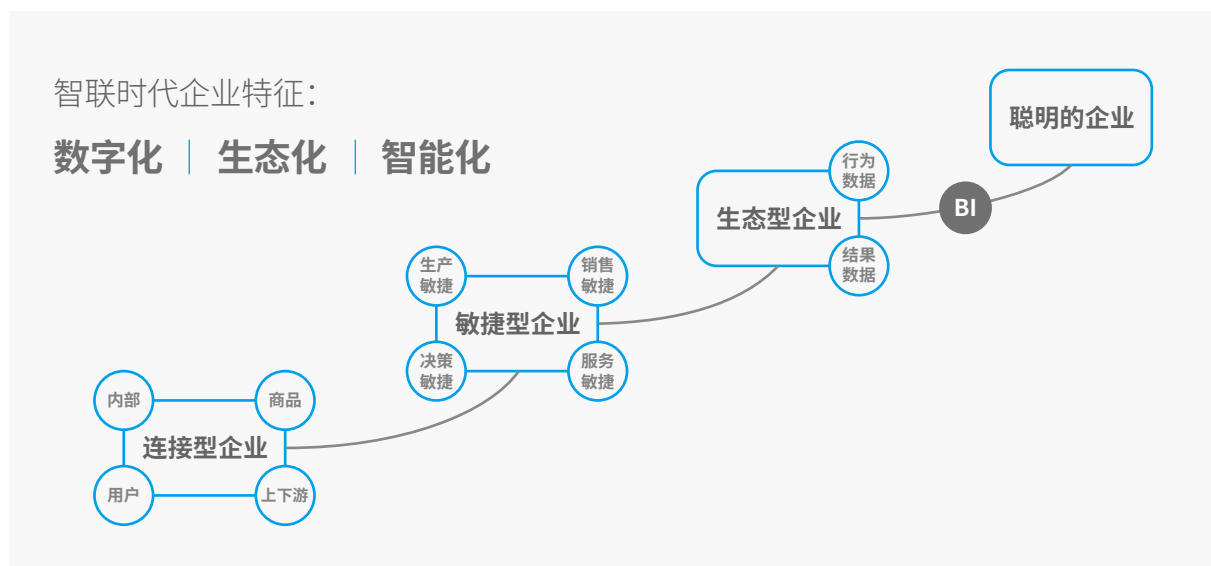 智联时代企业特征：
数字化 | 生态化 | 智能化
聪明的企业
BI
行为
数据
生态型企业
结果
数据
生产
敏捷
销售
敏捷
敏捷型企业
决策
敏捷
服务
敏捷
内部
商品
连接型企业
用户
上下游